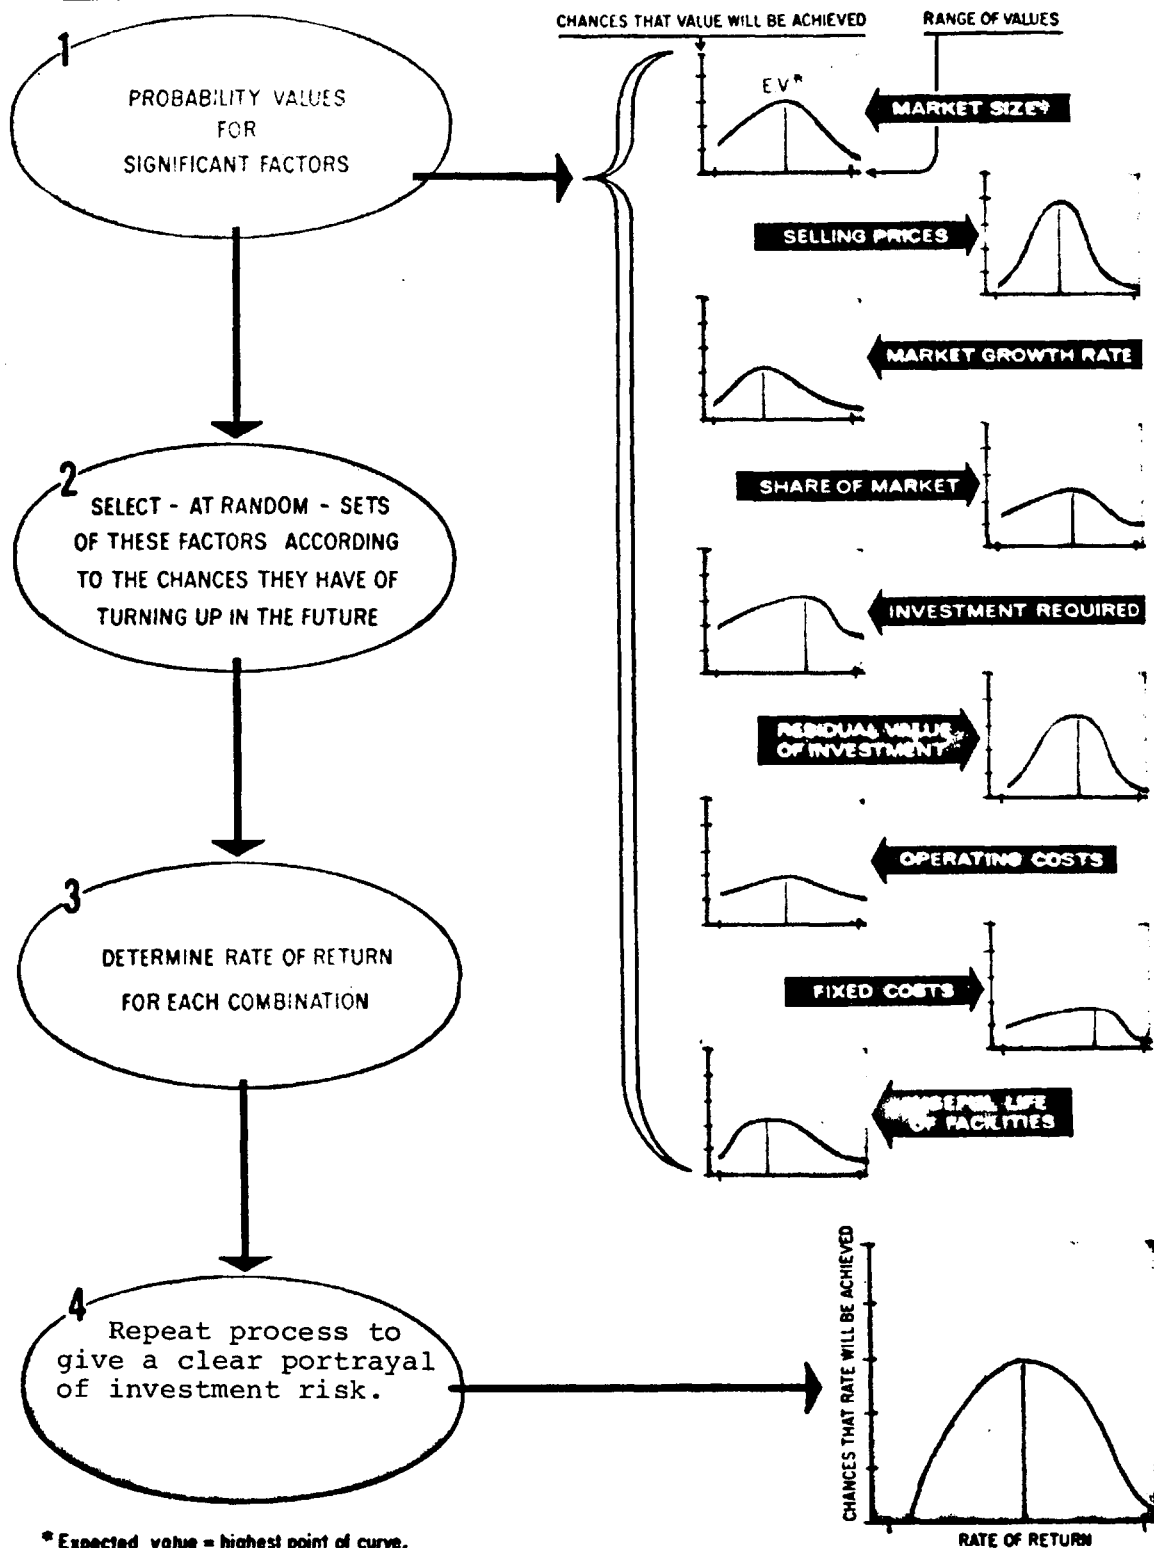 CHANCES THAT VALUE WILL BE ACHIEVED
RANGE OF VALUES
1
PROBABILITY VALUES
FOR
SIGNIFICANT FACTORS
EV*
MARKET SIZE
SELLING PRICES
MARKET GROWTH RATE
SHARE OF MARKET
2
SELECT - AT RANDOM - SETS
OF THESE FACTORS ACCORDING
TO THE CHANCES THEY HAVE OF
TURNING UP IN THE FUTURE
INVESTMENT REQUIRED
RESIDUAL VALUE
OF INVESTMENT
OPERATING COSTS
3
DETERMINE RATE OF RETURN
FOR EACH COMBINATION
FIXED COSTS
USEFUL LIFE
OF FACILITIES
4
Repeat process to
give a clear portrayal
of investment risk.
CHANCES THAT RATE WILL BE ACHIEVED
RATE OF RETURN
* Expected value = highest point of curve.